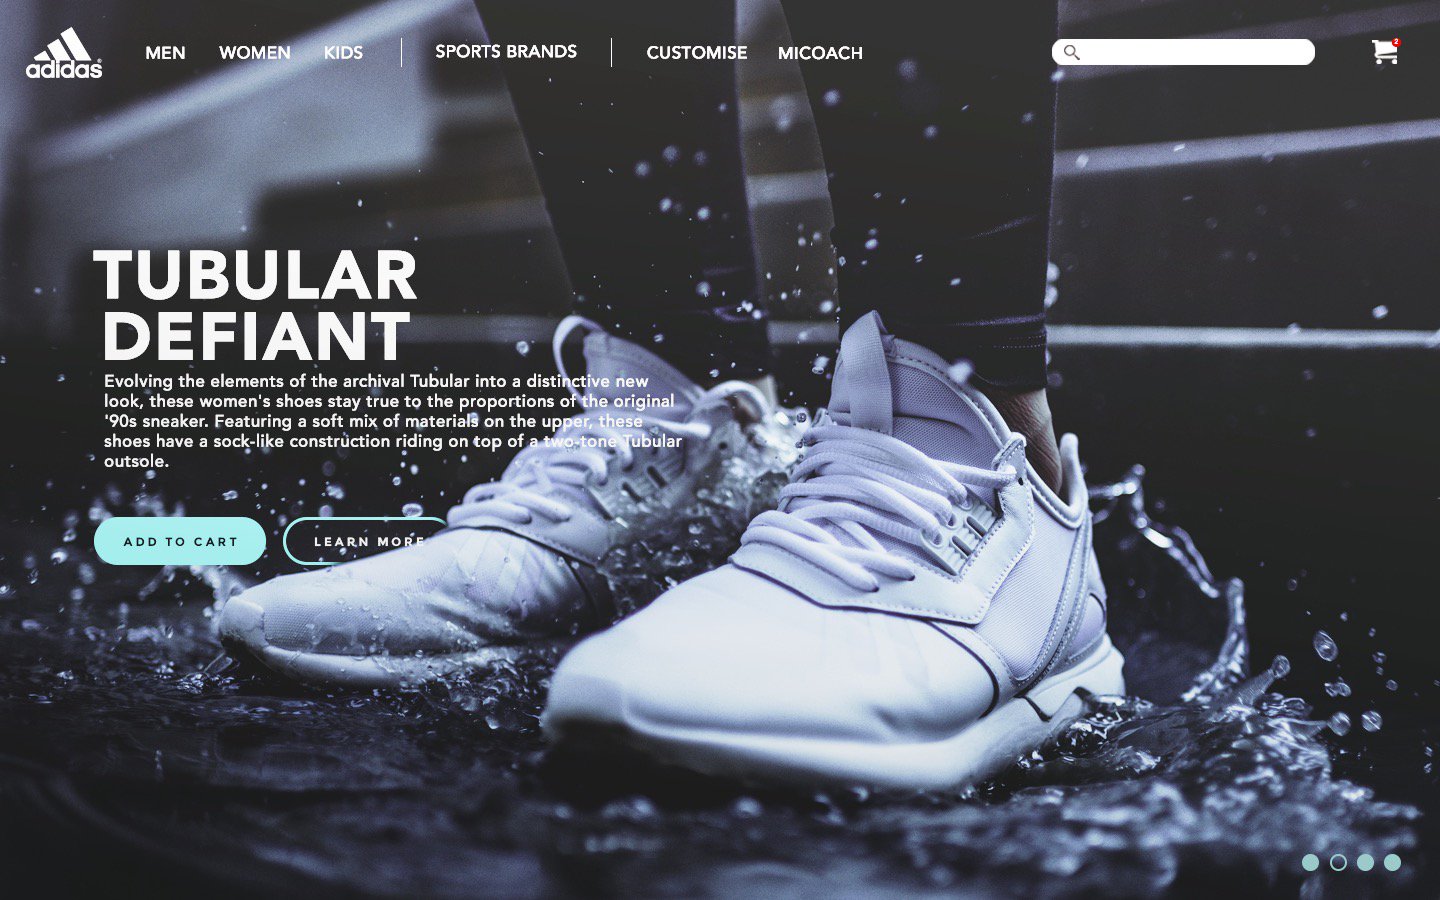 adidas
MEN
WOMEN
KIDS
SPORTS BRANDS
CUSTOMISE
MICOACH
2
TUBULAR
DEFIANT
Evolving the elements of the archival Tubular into a distinctive new
look, these women's shoes stay true to the proportions of the original
'90s sneaker. Featuring a soft mix of materials on the upper, these
shoes have a sock-like construction riding on top of a two-tone Tubular
outsole.
ADD TO CART
LEARN MORE